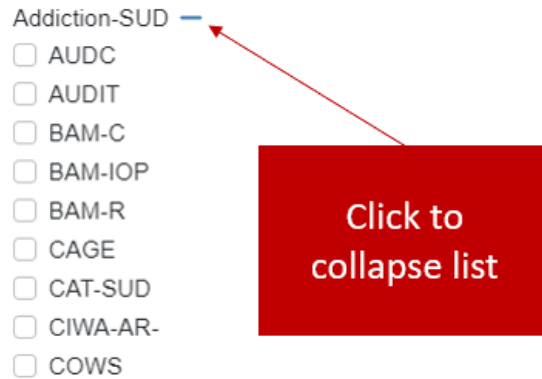 Addiction-SUD
AUDC
AUDIT
BAM-C
BAM-IOP
BAM-R
CAGE
CAT-SUD
CIWA-AR-
COWS
Click to
collapse list